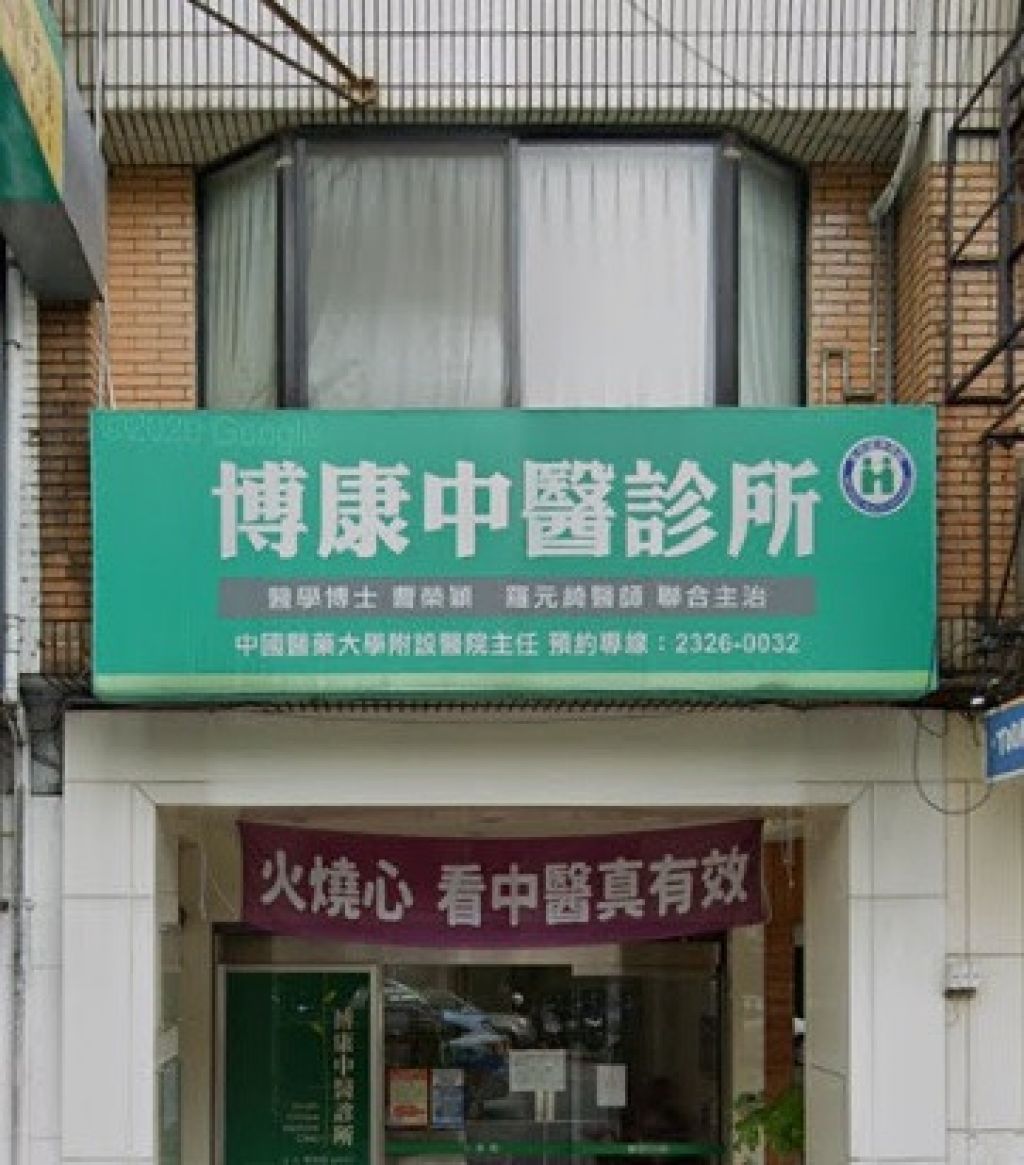 ©2026 Google
博康中醫診所
醫學博士 曹榮穎 羅元綺醫師 聯合主治
中國醫藥大學附設醫院主任 預約專線：2326-0032
火燒心 看中醫真有效
博康中醫診所